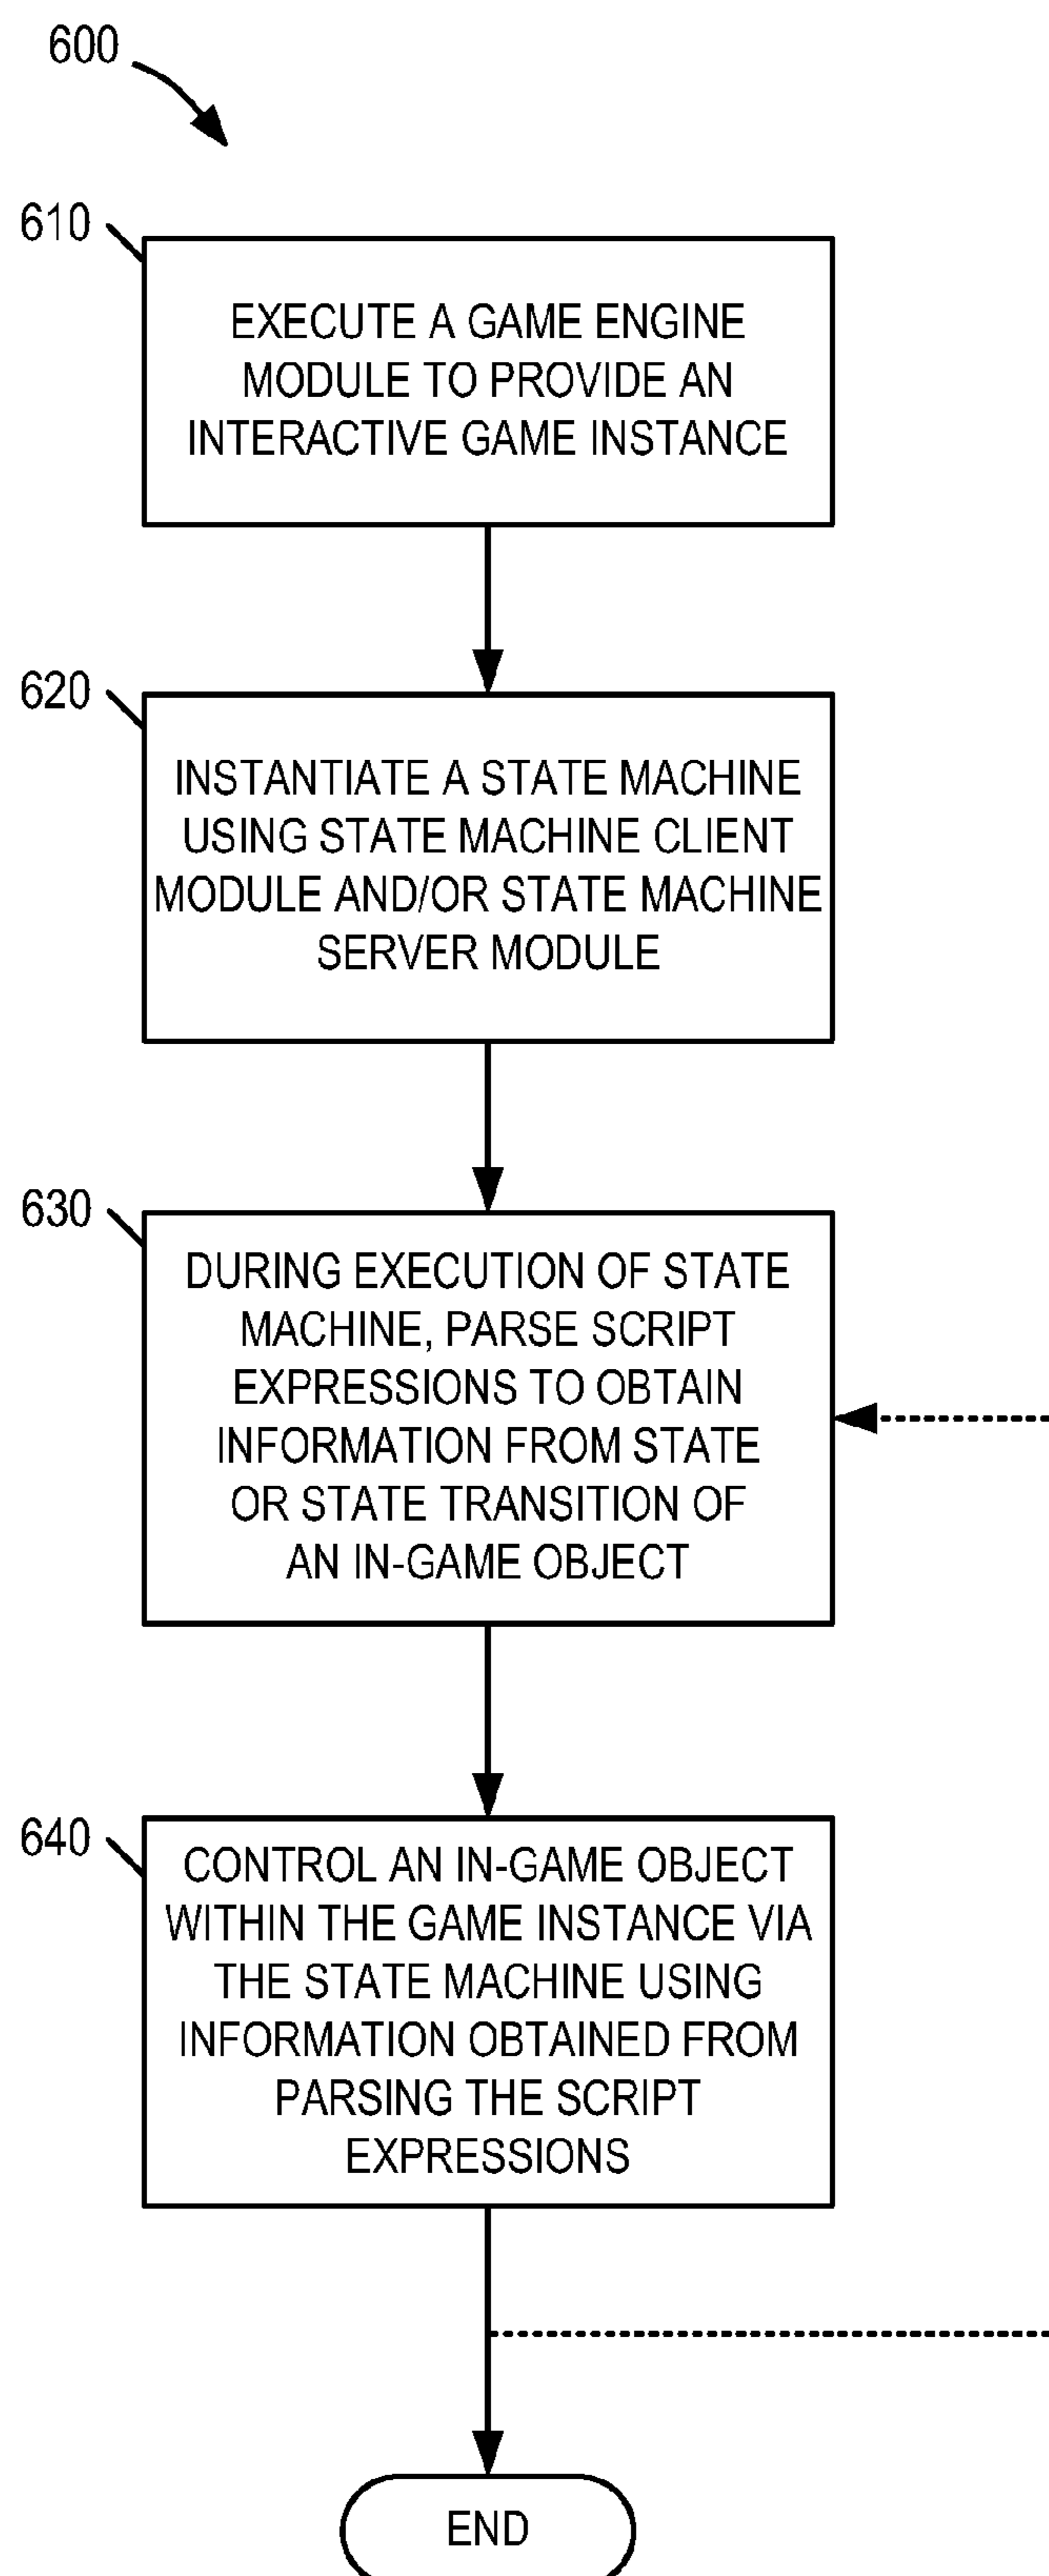 600
610
EXECUTE A GAME ENGINE
MODULE TO PROVIDE AN
INTERACTIVE GAME INSTANCE
620
INSTANTIATE A STATE MACHINE
USING STATE MACHINE CLIENT
MODULE AND/OR STATE MACHINE
SERVER MODULE
630
DURING EXECUTION OF STATE
MACHINE, PARSE SCRIPT
EXPRESSIONS TO OBTAIN
INFORMATION FROM STATE
OR STATE TRANSITION OF
AN IN-GAME OBJECT
640
CONTROL AN IN-GAME OBJECT
WITHIN THE GAME INSTANCE VIA
THE STATE MACHINE USING
INFORMATION OBTAINED FROM
PARSING THE SCRIPT
EXPRESSIONS
END